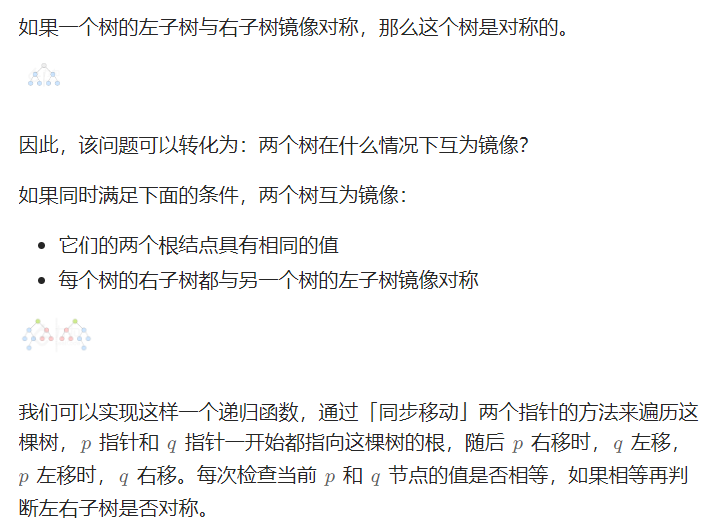 如果一个树的左子树与右子树镜像对称，那么这个树是对称的。
因此，该问题可以转化为：两个树在什么情况下互为镜像？
如果同时满足下面的条件，两个树互为镜像：
• 它们的两个根结点具有相同的值
• 每个树的右子树都与另一个树的左子树镜像对称
我们可以实现这样一个递归函数，通过「同步移动」两个指针的方法来遍历这
棵树，p 指针和 q 指针一开始都指向这棵树的根，随后 p 右移时，q 左移，
p 左移时，q 右移。每次检查当前 p 和 q 节点的值是否相等，如果相等再判
断左右子树是否对称。